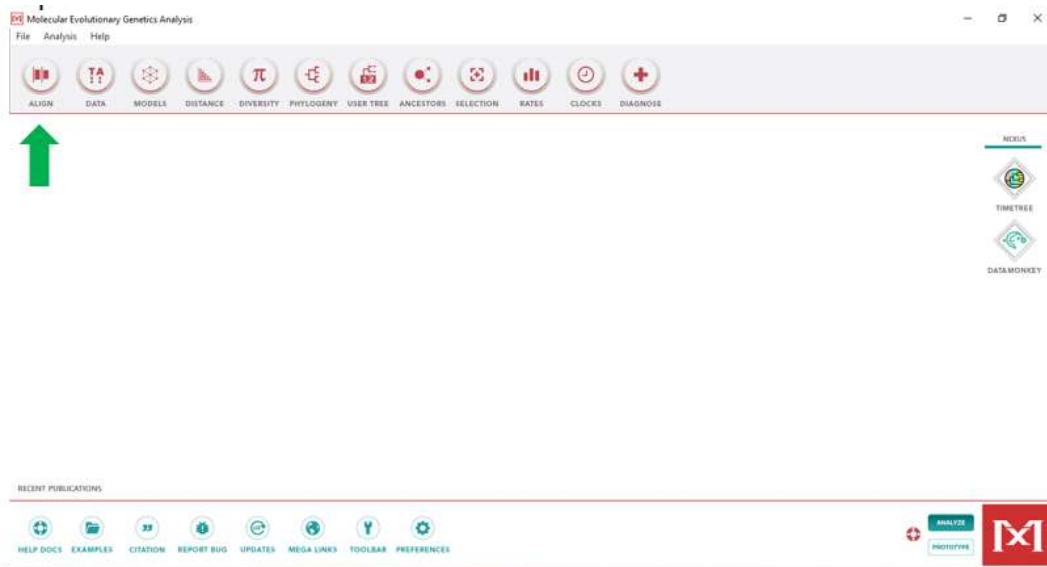 Molecular Evolutionary Genetics Analysis
File Analysis Help
TA
π
ALIGN DATA MODELS DISTANCE DIVERSITY PHYLOGENY USER TREE ANCESTORS SELECTION RATES CLOCKS DIAGNOSE
NEXUS
TIMETREE
DATAMONKEY
RECENT PUBLICATIONS
HELP DOCS EXAMPLES CITATION REPORT BUG UPDATES MEGA LINKS TOOLBAR PREFERENCES
ANALYZE
PROTOTYPE